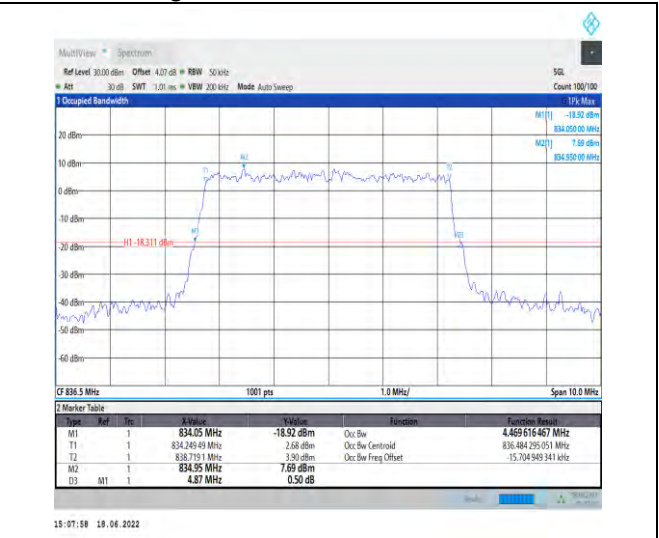 MultiView Spectrum
Ref Level 30.00 dBm Offset 4.07 dB RBW 50 kHz SGL
Att 30 dB SWT 1.01 ms VBW 200 kHz Mode Auto Sweep Count 100/100
1 Occupied Bandwidth 1Pk Max
M1[1] -18.92 dBm
834.050 00 MHz
M2[1] 7.69 dBm
834.950 00 MHz
20 dBm
M2
T1 T2
10 dBm
0 dBm
-10 dBm
M1
H1 -18.311 dBm
-20 dBm
-30 dBm
-40 dBm
-50 dBm
-60 dBm
CF 836.5 MHz 1001 pts 1.0 MHz/ Span 10.0 MHz
2 Marker Table
Type Ref Trc X-Value Y-Value Function Function Result
M1 1 834.05 MHz -18.92 dBm Occ Bw 4.469 616 467 MHz
T1 1 834.249 49 MHz 2.68 dBm Occ Bw Centroid 836.484 295 051 MHz
T2 1 838.719 1 MHz 3.90 dBm Occ Bw Freq Offset -15.704 949 341 kHz
M2 1 834.95 MHz 7.69 dBm
D3 M1 1 4.87 MHz 0.50 dB
15:07:58 18.06.2022